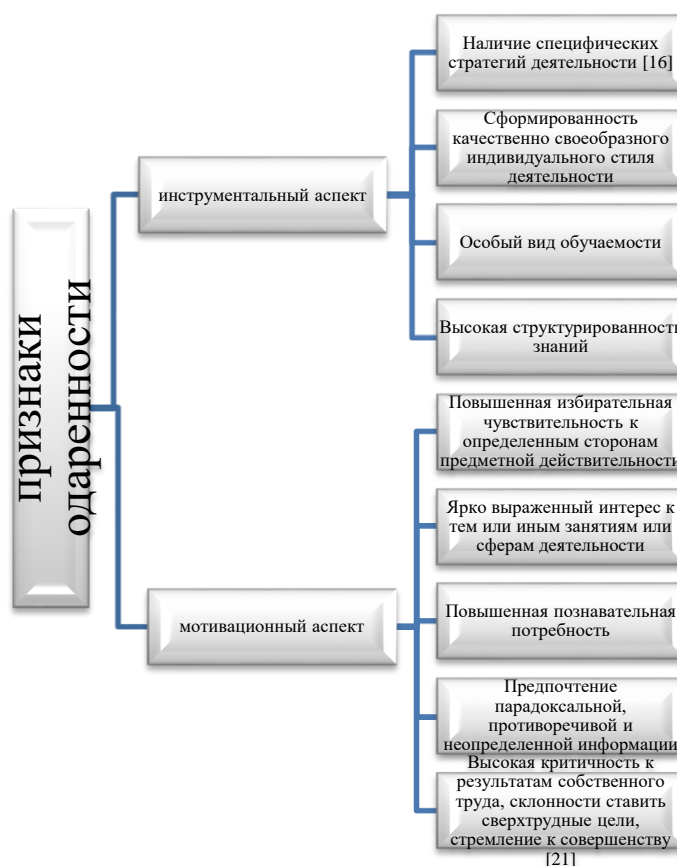 признаки
одаренности
инструментальный аспект
Наличие специфических
стратегий деятельности [16]
Сформированность
качественно своеобразного
индивидуального стиля
деятельности
Особый вид обучаемости
Высокая структурированность
знаний
мотивационный аспект
Повышенная избирательная
чувствительность к
определенным сторонам
предметной действительности
Ярко выраженный интерес к
тем или иным занятиям или
сферам деятельности
Повышенная познавательная
потребность
Предпочтение
парадоксальной,
противоречивой и
неопределенной информации
Высокая критичность к
результатам собственного
труда, склонности ставить
сверхтрудные цели,
стремление к совершенству
[21]